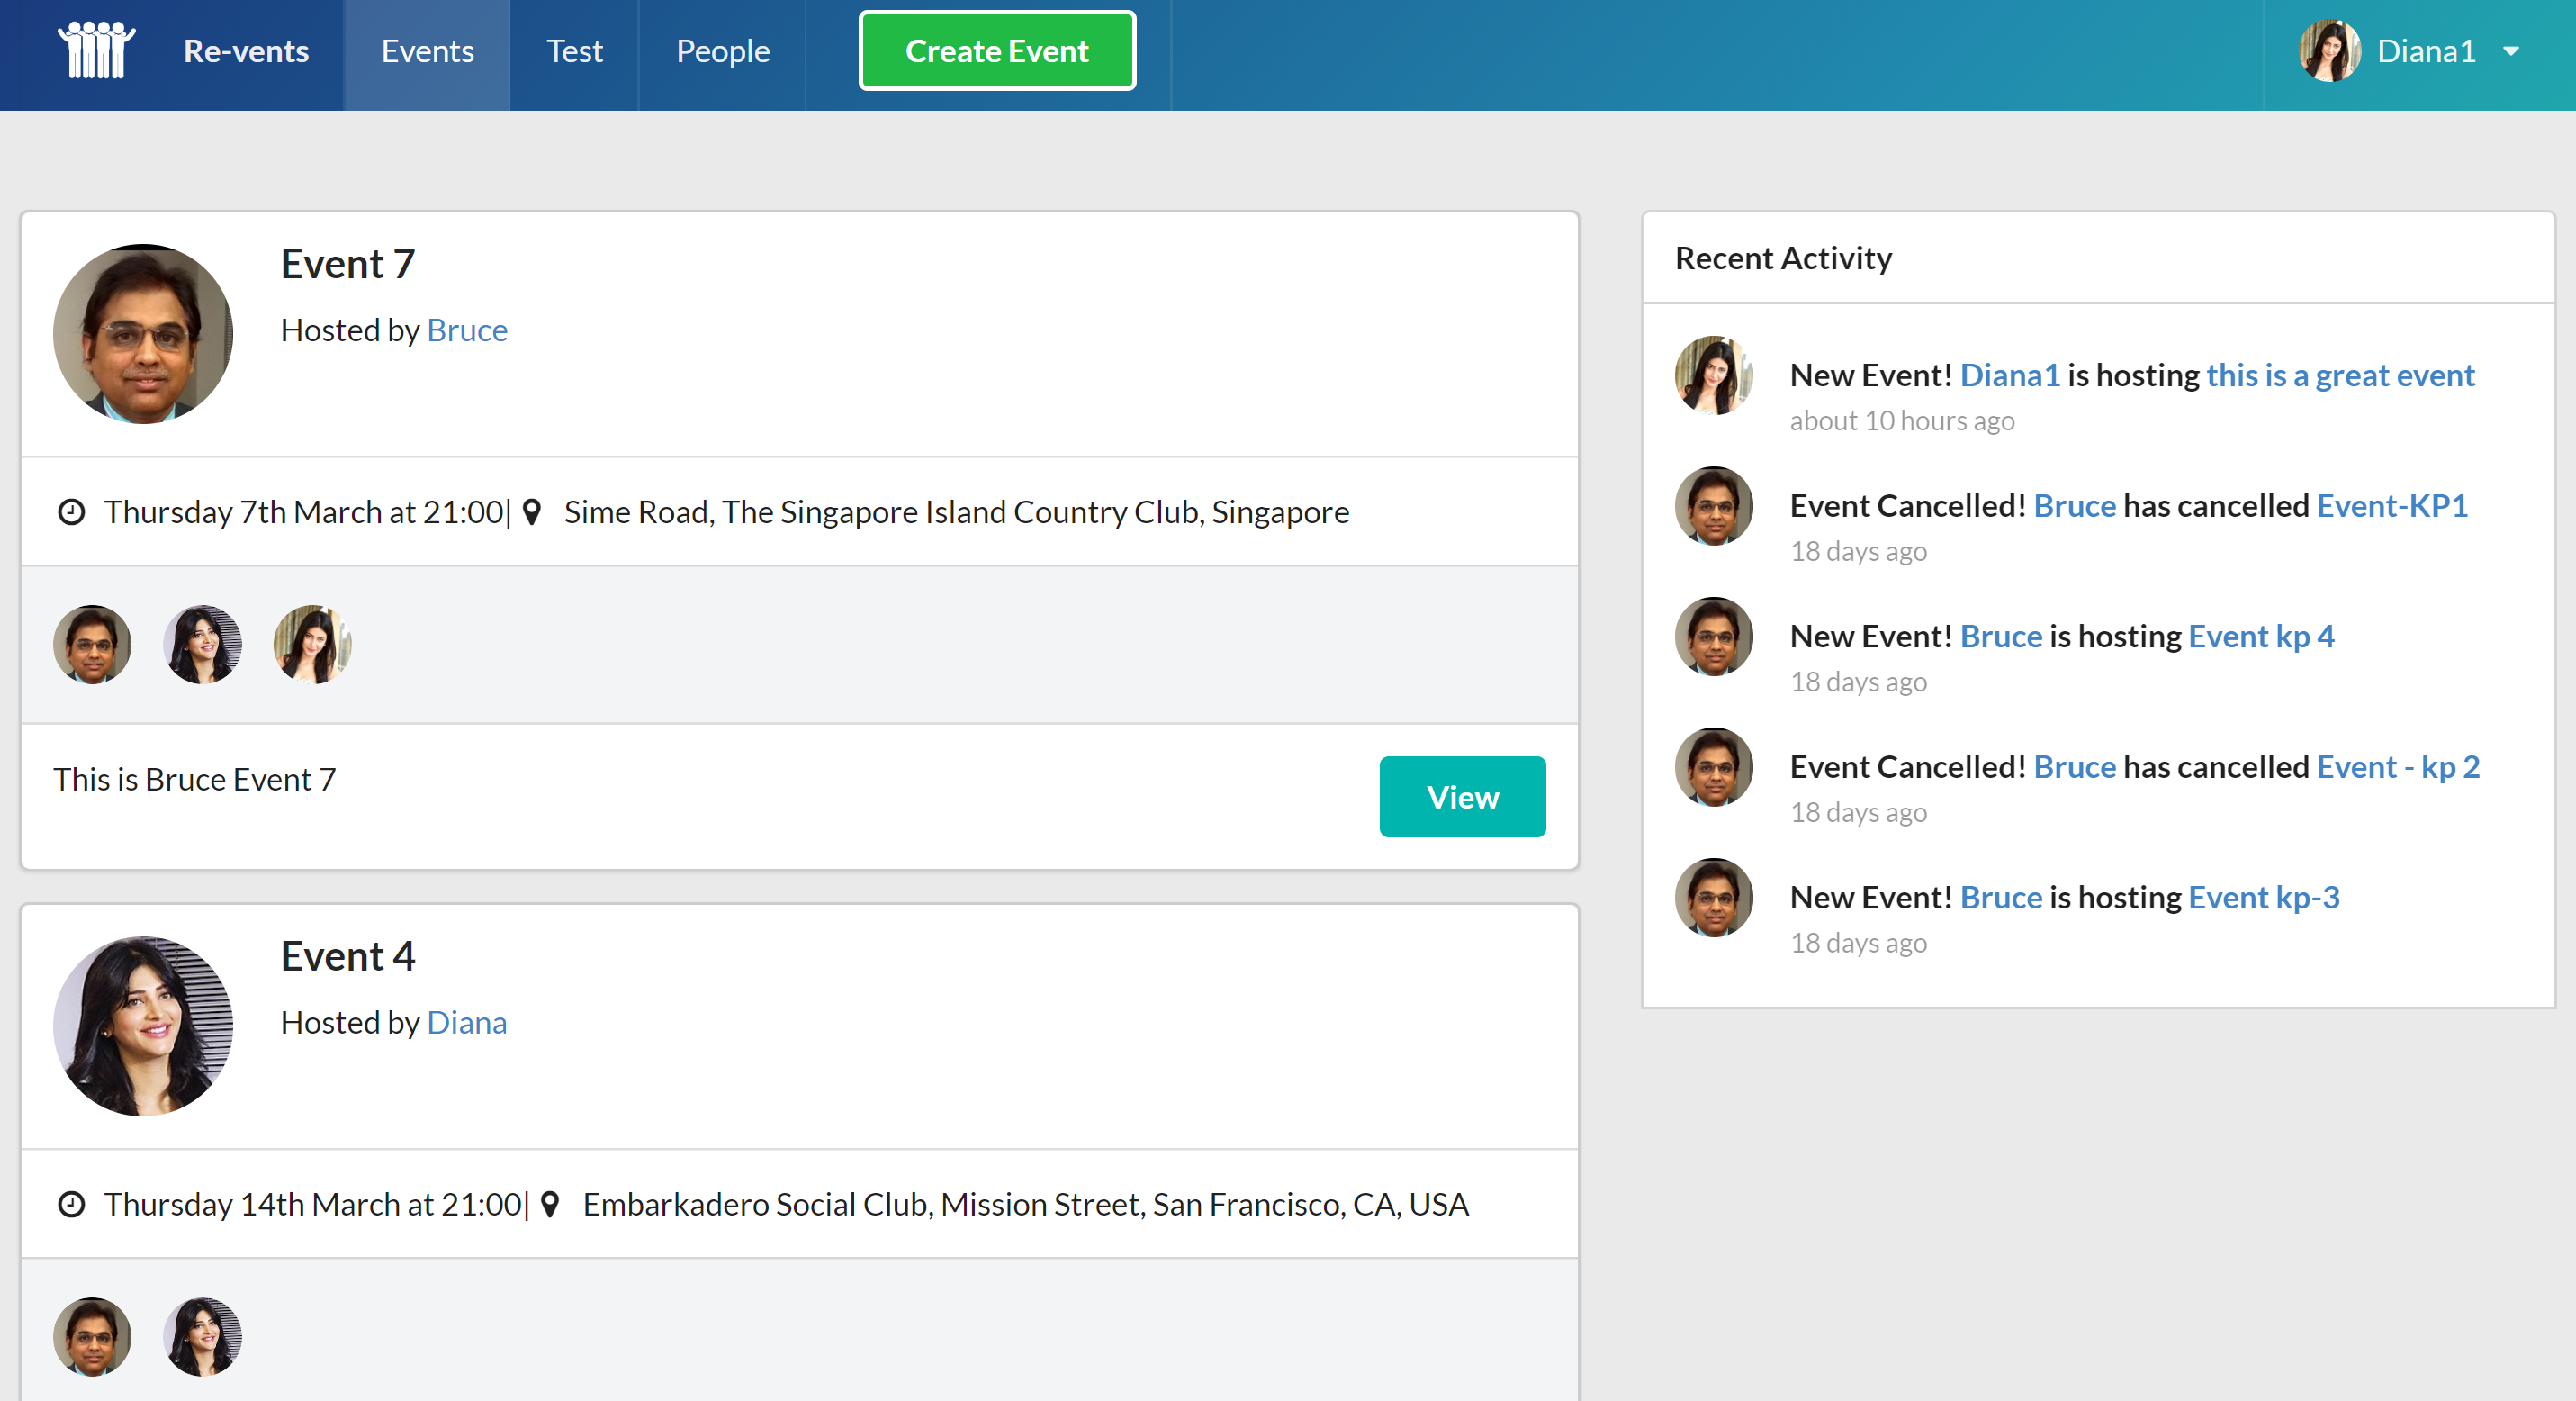 Re-vents
Events
Test
People
Create Event
Diana1
Event 7
Hosted by Bruce
Thursday 7th March at 21:00| Sime Road, The Singapore Island Country Club, Singapore
This is Bruce Event 7
View
Event 4
Hosted by Diana
Thursday 14th March at 21:00| Embarkadero Social Club, Mission Street, San Francisco, CA, USA
Recent Activity
New Event! Diana1 is hosting this is a great event
about 10 hours ago
Event Cancelled! Bruce has cancelled Event-KP1
18 days ago
New Event! Bruce is hosting Event kp 4
18 days ago
Event Cancelled! Bruce has cancelled Event - kp 2
18 days ago
New Event! Bruce is hosting Event kp-3
18 days ago